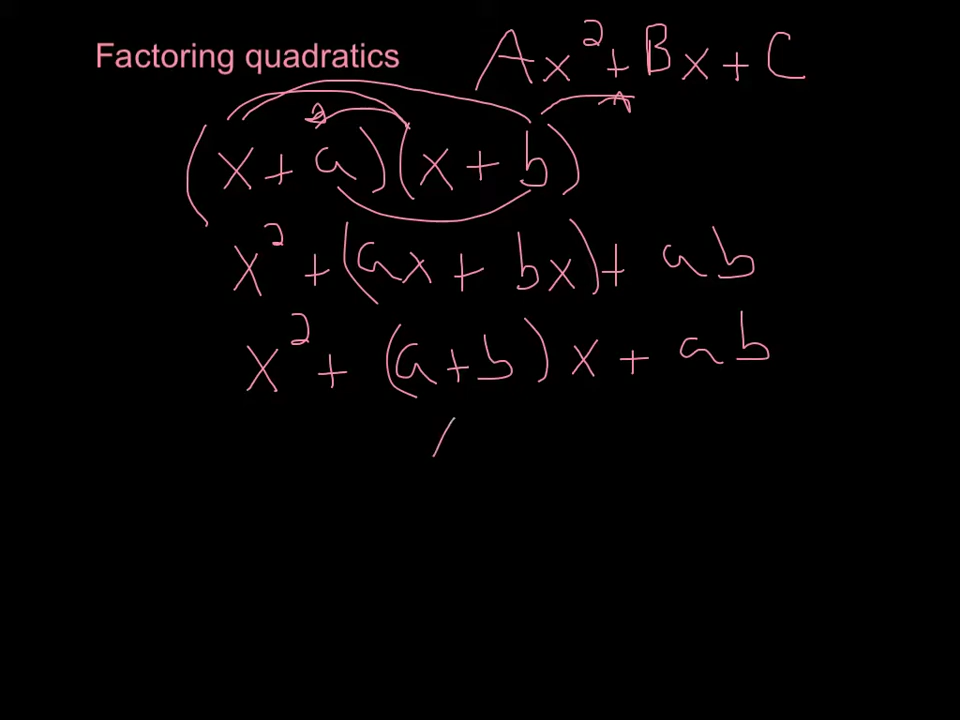 Factoring quadratics Ax² + Bx + C
(x + a)(x + b)
x² + (ax + bx) + ab
x² + (a + b)x + ab